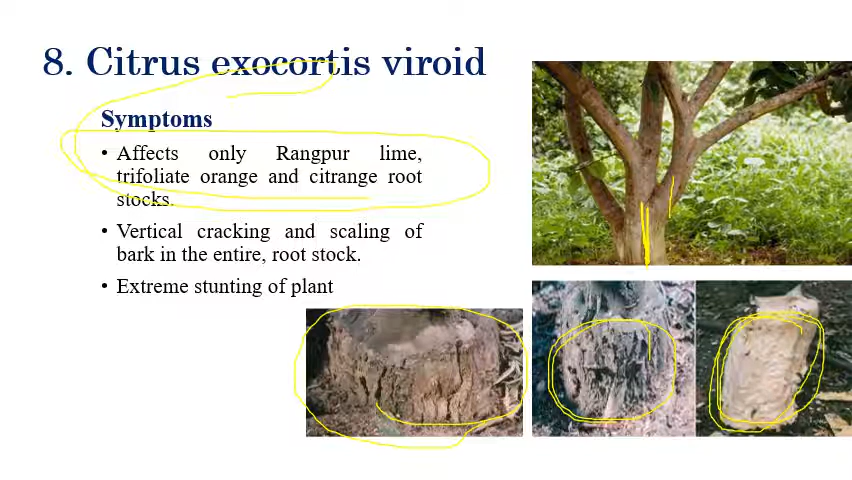 8. Citrus exocortis viroid
Symptoms
• Affects only Rangpur lime,
trifoliate orange and citrange root
stocks.
• Vertical cracking and scaling of
bark in the entire, root stock.
• Extreme stunting of plant